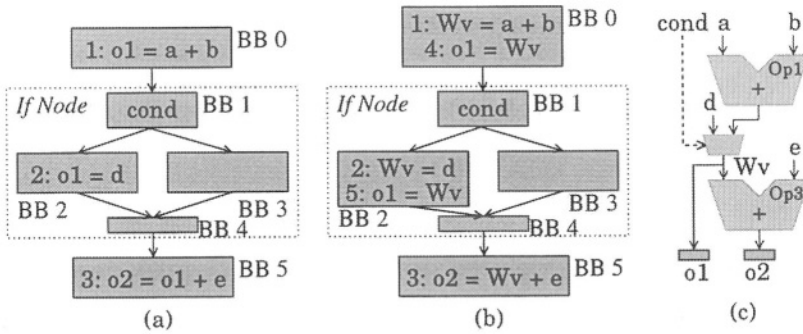 1: o1 = a + b
BB 0
If Node
cond
BB 1
2: o1 = d
BB 2
BB 3
BB 4
3: o2 = o1 + e
BB 5
(a)
1: Wv = a + b
4: o1 = Wv
BB 0
If Node
cond
BB 1
2: Wv = d
5: o1 = Wv
BB 2
BB 3
BB 4
3: o2 = Wv + e
BB 5
(b)
cond a b
Op1
+
d
Wv e
Op3
+
o1 o2
(c)